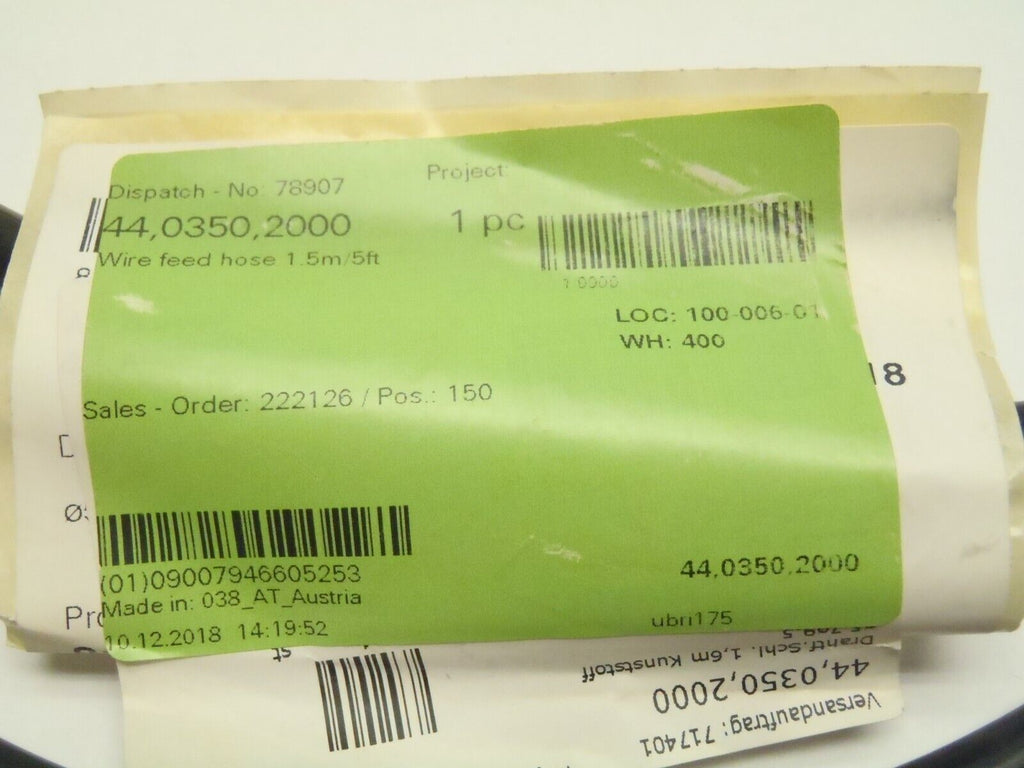 Dispatch - No: 78907
Project:
44,0350,2000
1 pc
Wire feed hose 1.5m/5ft
1.0000
LOC: 100-006-01
WH: 400
18
Sales - Order: 222126 / Pos.: 150
(01)09007946605253
Made in: 038_AT_Austria
10.12.2018 14:19:52
44,0350,2000
ubri175
Versandauftrag: 717401
44,0350,2000
Drahtf.schl. 1,6m Kunststoff
st